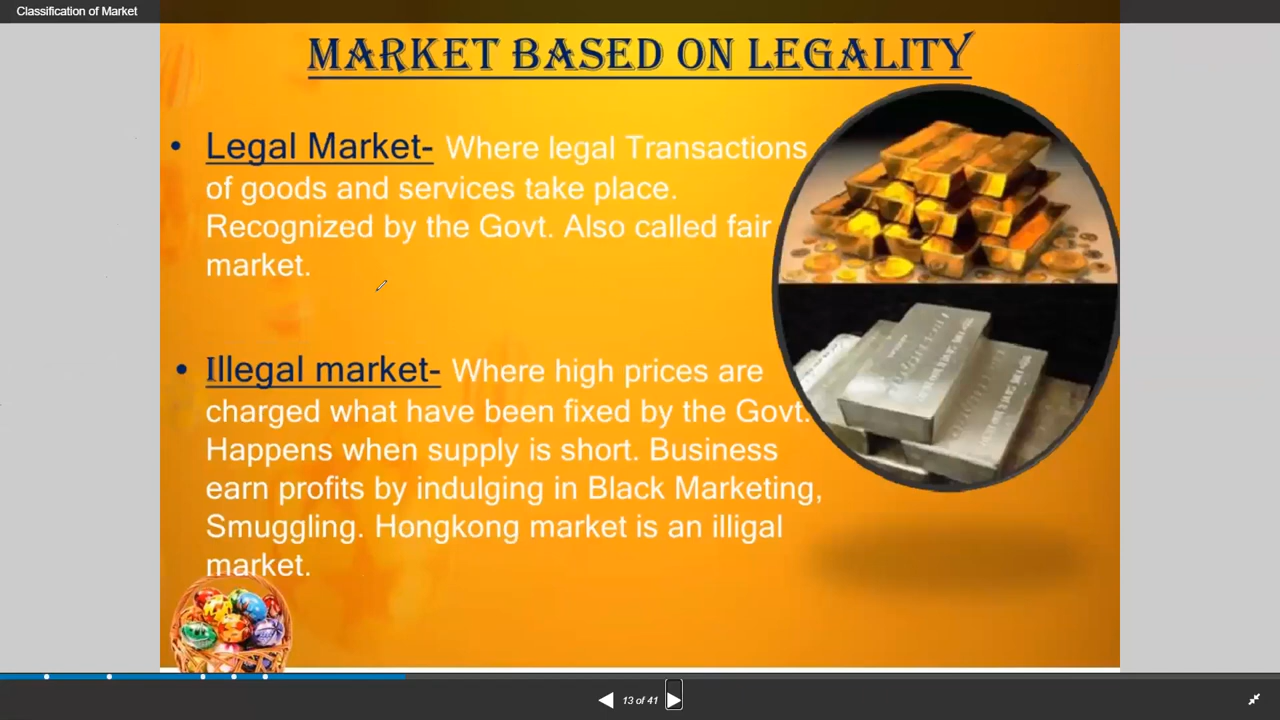 Classification of Market
MARKET BASED ON LEGALITY
• Legal Market- Where legal Transactions
of goods and services take place.
Recognized by the Govt. Also called fair
market.
• Illegal market- Where high prices are
charged what have been fixed by the Govt.
Happens when supply is short. Business
earn profits by indulging in Black Marketing,
Smuggling. Hongkong market is an illigal
market.
13 of 41